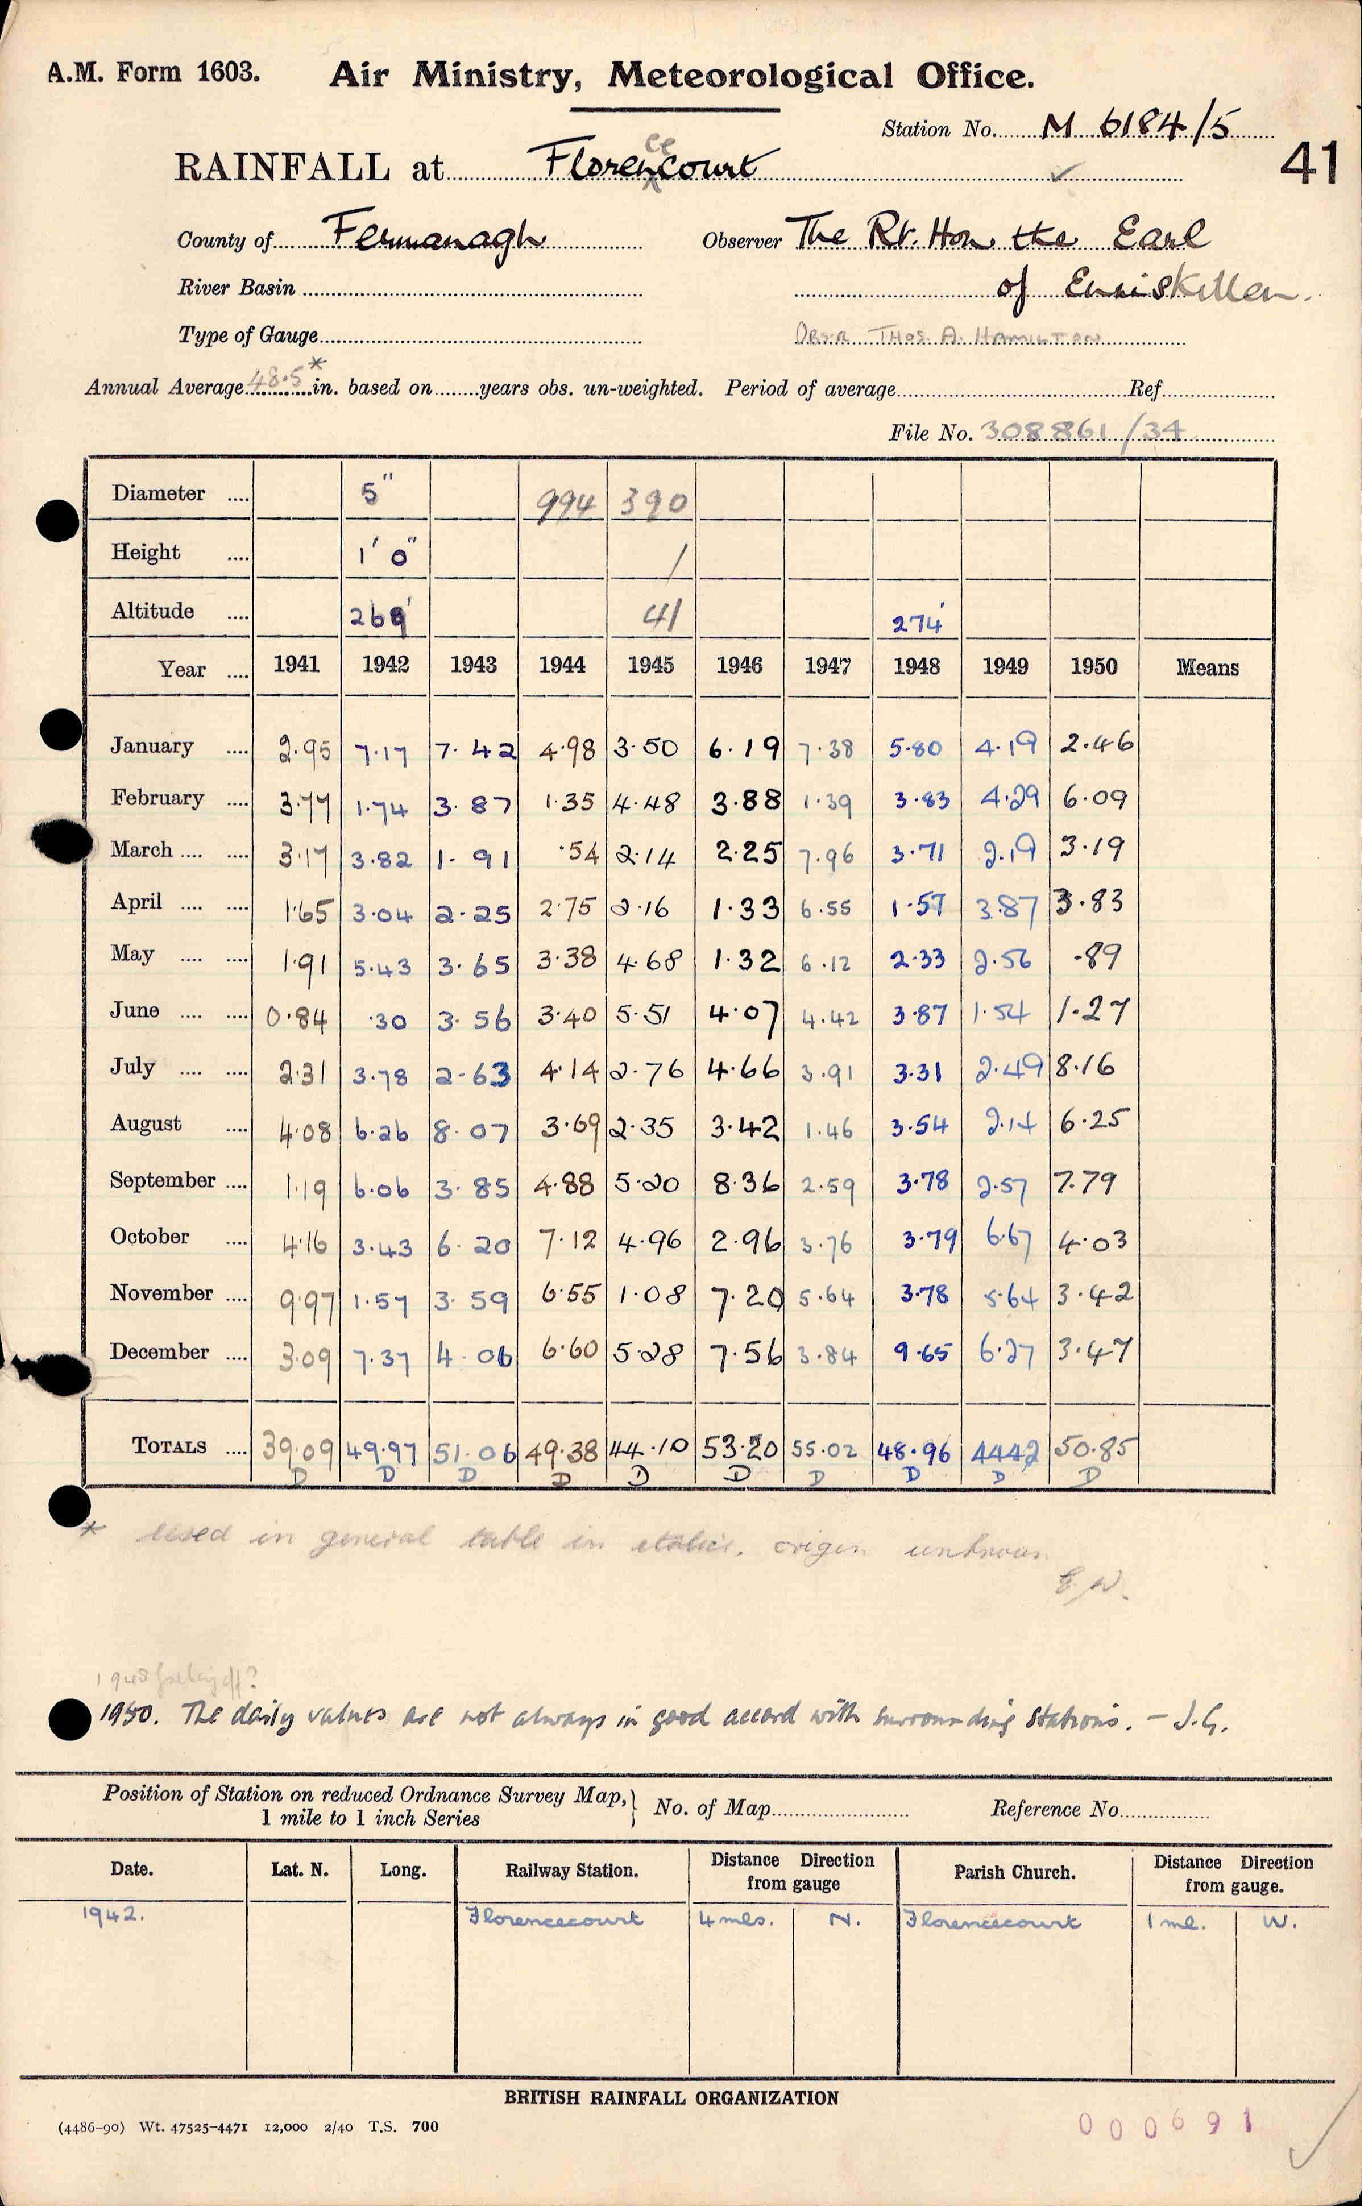 A.M. Form 1603. Air Ministry, Meteorological Office.
Station No. M 6184/5
41
RAINFALL at Florencecourt ✓
County of Fermanagh Observer The Rt. Hon. the Earl
River Basin of Enniskillen.
Type of Gauge Obsr. Thos. A. Hamilton
Annual Average 48.5* in. based on years obs. un-weighted. Period of average Ref.
File No. 308861/34
Diameter 5" 994 390
Height 1' 0" 1
Altitude 269' 41 274'
Year 1941 1942 1943 1944 1945 1946 1947 1948 1949 1950 Means
January 2.95 7.17 7.42 4.98 3.50 6.19 7.38 5.80 4.19 2.46
February 3.77 1.74 3.87 1.35 4.48 3.88 1.39 3.83 4.29 6.09
March 3.17 3.82 1.91 .54 2.14 2.25 7.96 3.71 2.19 3.19
April 1.65 3.04 2.25 2.75 2.16 1.33 6.55 1.57 3.87 3.83
May 1.91 5.43 3.65 3.38 4.68 1.32 6.12 2.33 2.56 .89
June 0.84 .30 3.56 3.40 5.51 4.07 4.42 3.87 1.54 1.27
July 2.31 3.78 2.63 4.14 2.76 4.66 3.91 3.31 2.49 8.16
August 4.08 6.26 8.07 3.69 2.35 3.42 1.46 3.54 2.14 6.25
September 1.19 6.06 3.85 4.88 5.20 8.36 2.59 3.78 2.57 7.79
October 4.16 3.43 6.20 7.12 4.96 2.96 3.76 3.79 6.67 4.03
November 9.97 1.57 3.59 6.55 1.08 7.20 5.64 3.78 5.64 3.42
December 3.09 7.37 4.06 6.60 5.28 7.56 3.84 9.65 6.27 3.47
TOTALS 39.09 49.97 51.06 49.38 44.10 53.20 55.02 48.96 44.42 50.85
D D D D D D D D D D
* Used in general table in italics, origin unknown
E.W.
1948
1950. The daily values are not always in good accord with surrounding stations. – J.G.
Position of Station on reduced Ordnance Survey Map, 1 mile to 1 inch Series } No. of Map Reference No.
Date. Lat. N. Long. Railway Station. Distance Direction from gauge Parish Church. Distance Direction from gauge.
1942. Florencecourt 4 mls. N. Florencecourt 1 ml. W.
BRITISH RAINFALL ORGANIZATION
(4486-90) Wt. 47525-4471 12,000 2/40 T.S. 700
000691